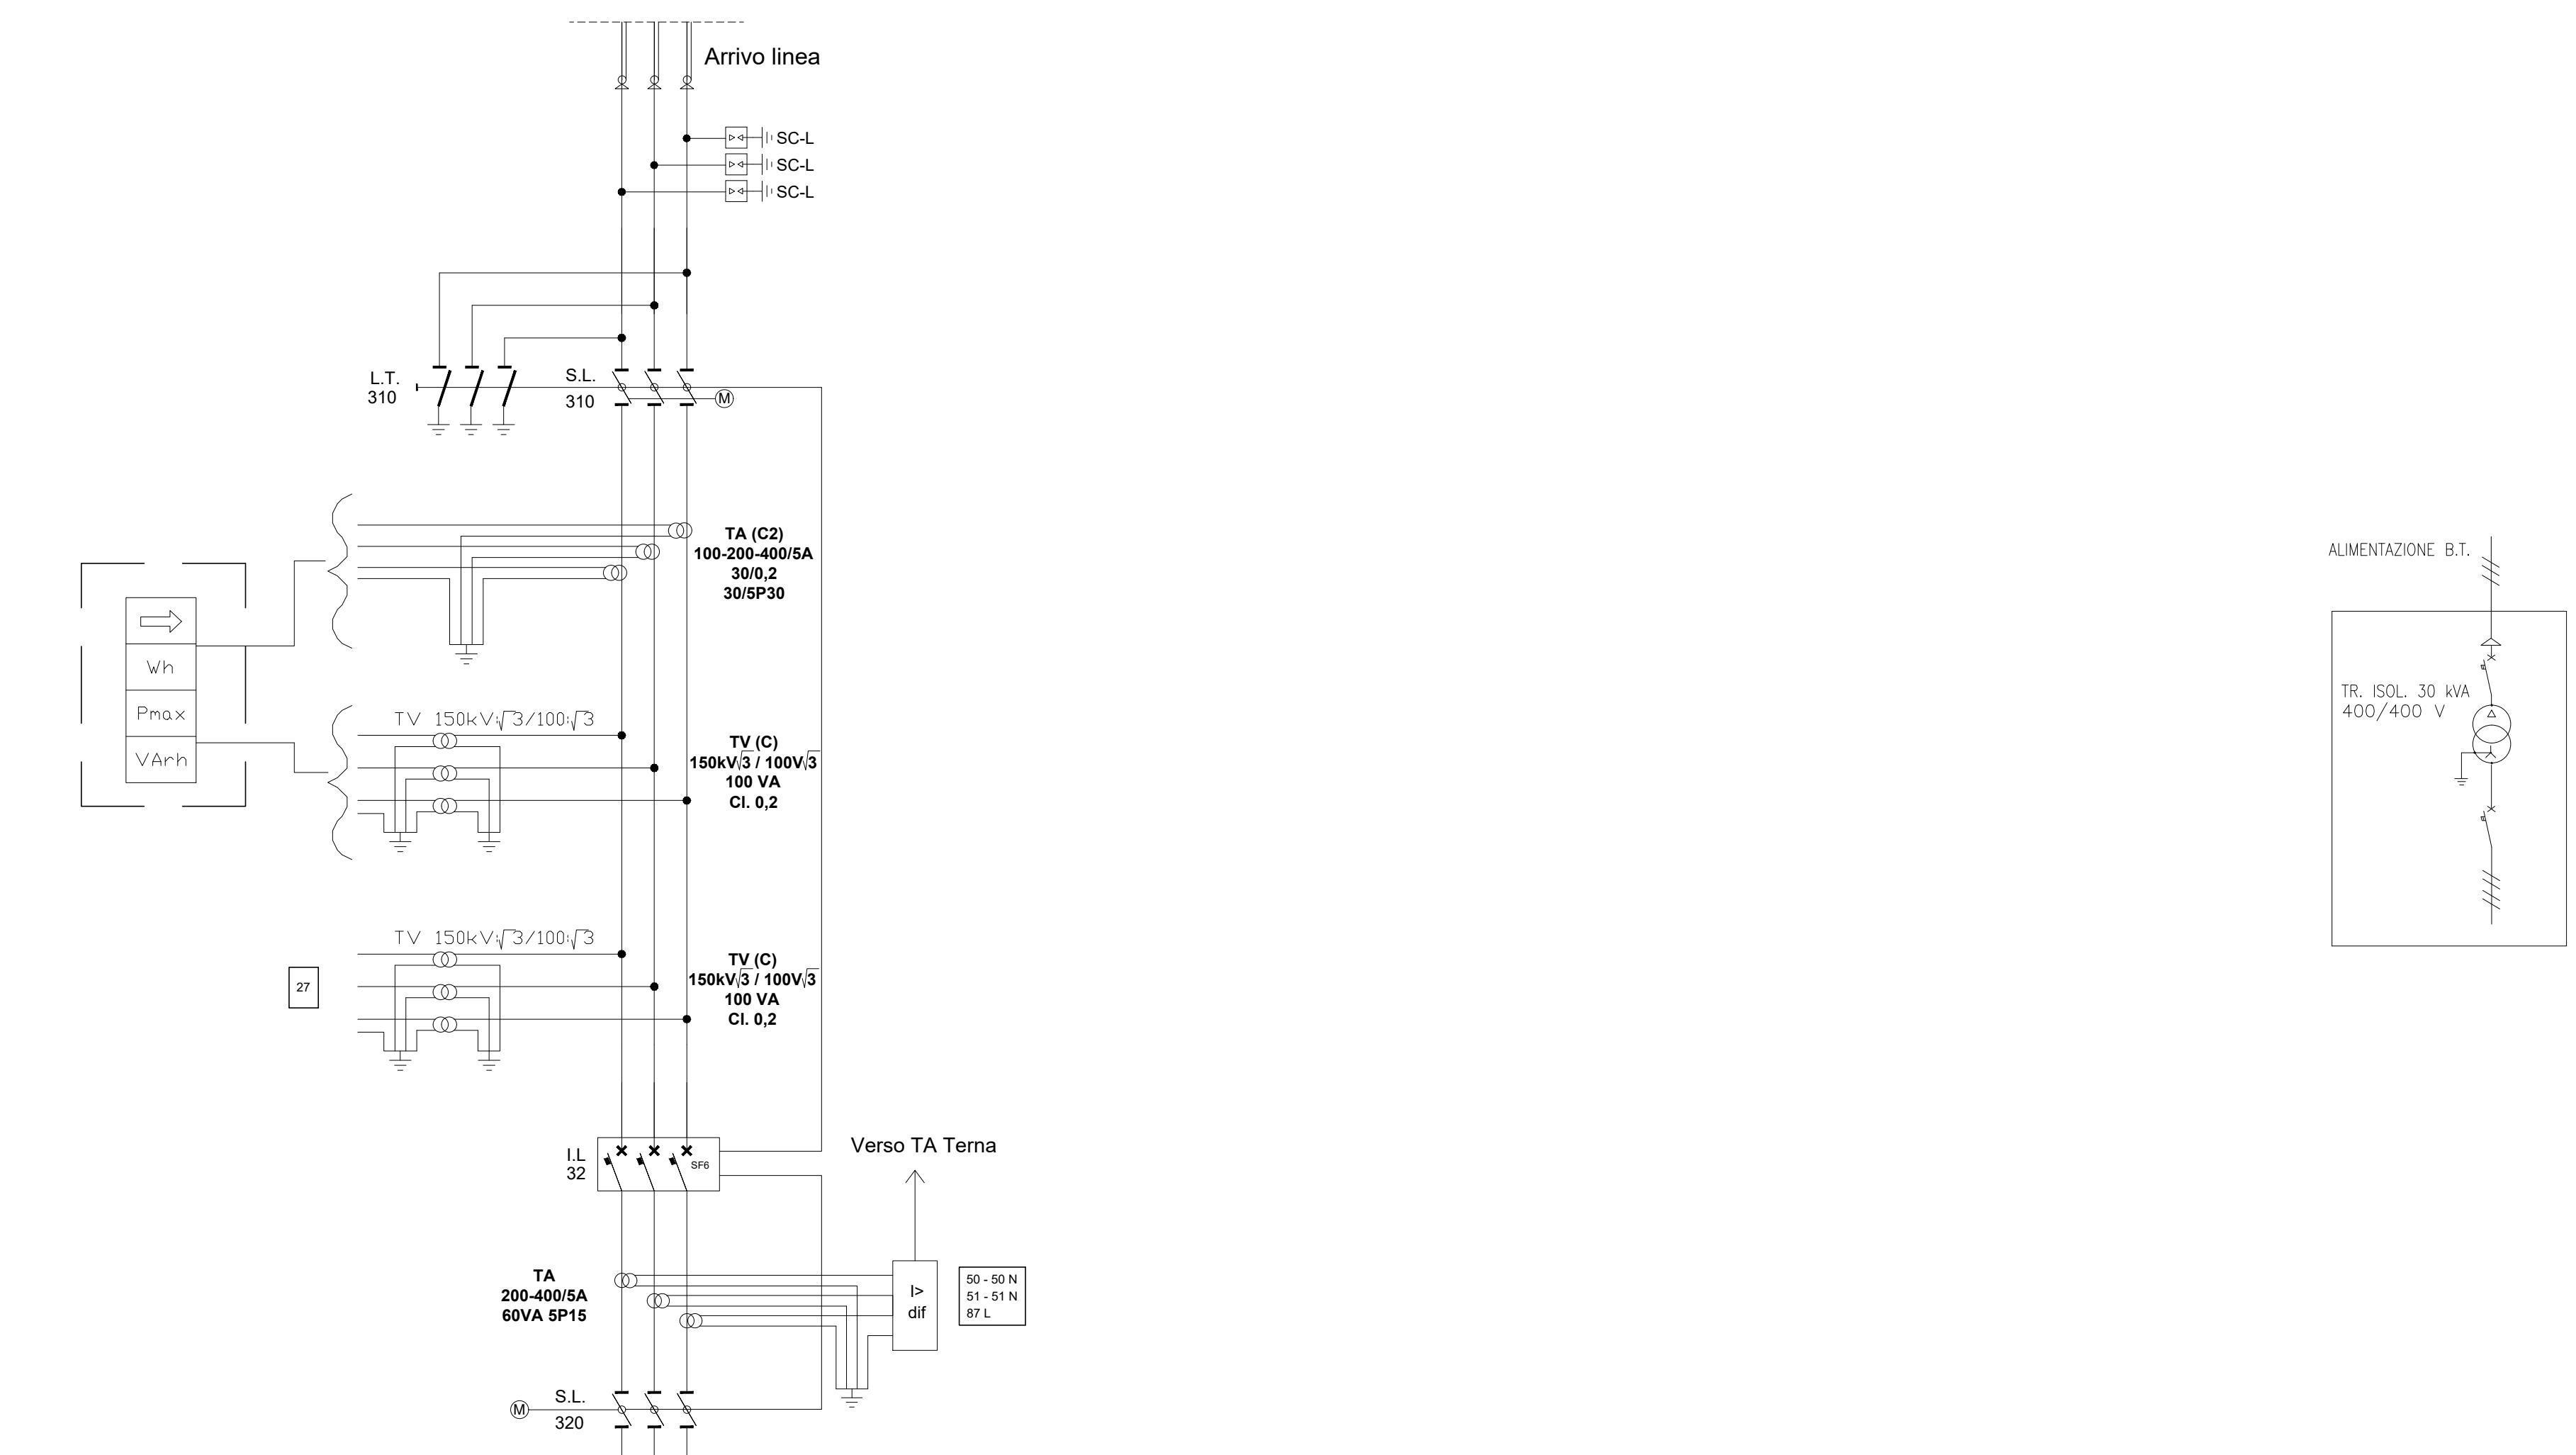 Arrivo linea
SC-L
SC-L
SC-L
L.T.
310
S.L.
310
M
TA (C2)
100-200-400/5A
30/0,2
30/5P30
Wh
Pmax
VArh
TV 150kV:√3/100:√3
TV (C)
150kV√3 / 100V√3
100 VA
Cl. 0,2
TV 150kV:√3/100:√3
27
TV (C)
150kV√3 / 100V√3
100 VA
Cl. 0,2
I.L
32
SF6
Verso TA Terna
TA
200-400/5A
60VA 5P15
I>
dif
50 - 50 N
51 - 51 N
87 L
M
S.L.
320
ALIMENTAZIONE B.T.
TR. ISOL. 30 kVA
400/400 V